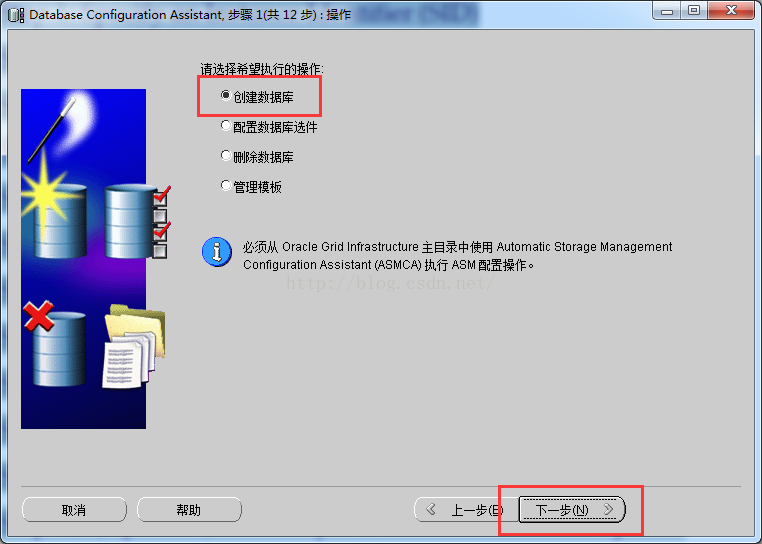 Database Configuration Assistant, 步骤 1(共 12 步) : 操作
请选择希望执行的操作:
创建数据库
配置数据库选件
删除数据库
管理模板
必须从 Oracle Grid Infrastructure 主目录中使用 Automatic Storage Management
Configuration Assistant (ASMCA) 执行 ASM 配置操作。
http://blog.csdn.net/
取消
帮助
上一步(
下一步(N)